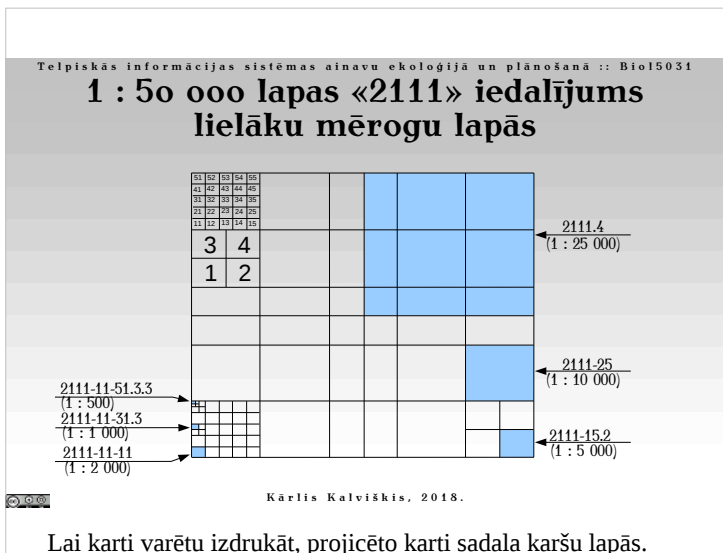 Telpiskās informācijas sistēmas ainavu ekoloģijā un plānošanā :: Biol5031
1 : 50 000 lapas «2111» iedalījums
lielāku mērogu lapās
51 52 53 54 55
41 42 43 44 45
31 32 33 34 35
21 22 23 24 25
11 12 13 14 15
3 4
1 2
2111.4
(1 : 25 000)
2111-25
(1 : 10 000)
2111-11-51.3.3
(1 : 500)
2111-11-31.3
(1 : 1 000)
2111-11-11
(1 : 2 000)
2111-15.2
(1 : 5 000)
Kārlis Kalviškis, 2018.
Lai karti varētu izdrukāt, projicēto karti sadala karšu lapās.